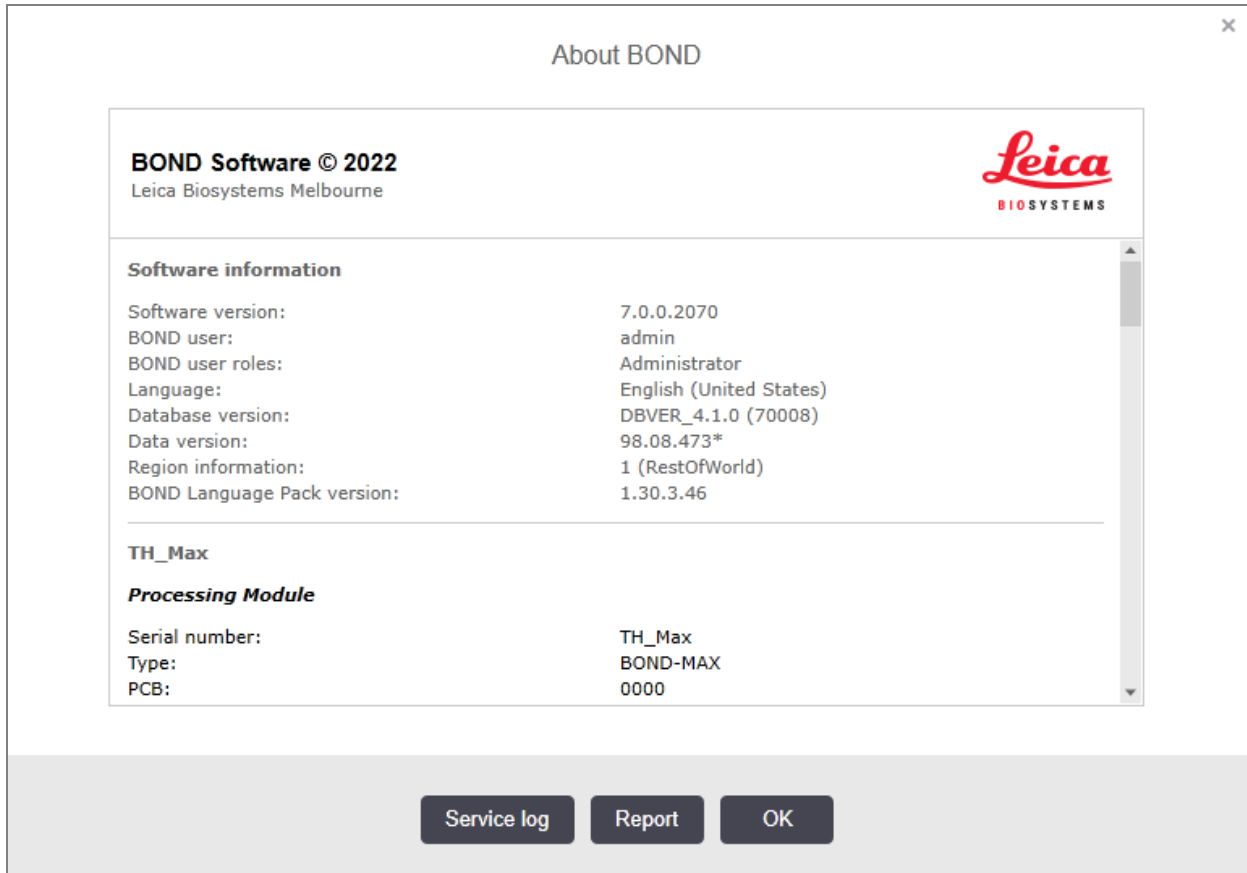 About BOND
BOND Software © 2022
Leica Biosystems Melbourne
Leica
BIOSYSTEMS
Software information
Software version: 7.0.0.2070
BOND user: admin
BOND user roles: Administrator
Language: English (United States)
Database version: DBVER_4.1.0 (70008)
Data version: 98.08.473*
Region information: 1 (RestOfWorld)
BOND Language Pack version: 1.30.3.46
TH_Max
Processing Module
Serial number: TH_Max
Type: BOND-MAX
PCB: 0000
Service log Report OK